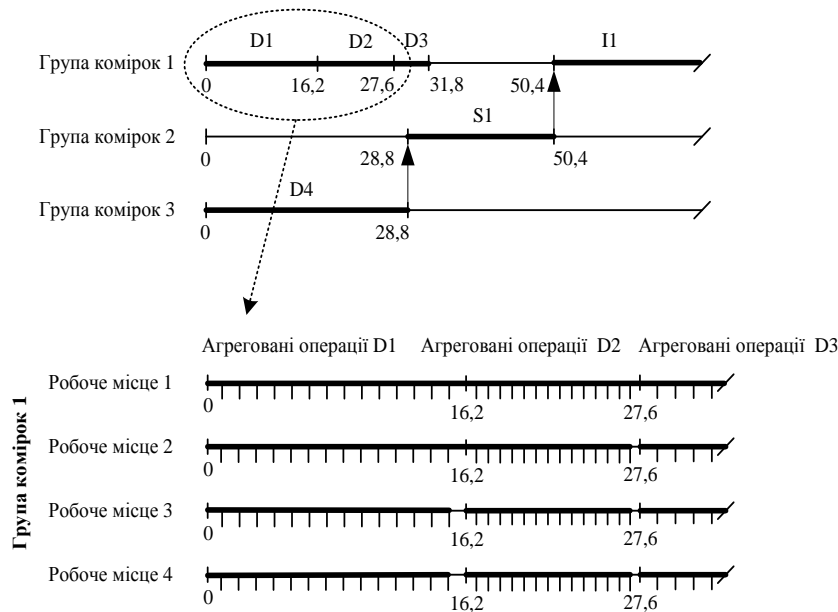 D1 D2 D3 I1
Група комірок 1
0 16,2 27,6 31,8 50,4
S1
Група комірок 2
0 28,8 50,4
D4
Група комірок 3
0 28,8
Агреговані операції D1 Агреговані операції D2 Агреговані операції D3
Група комірок 1
Робоче місце 1
0 16,2 27,6
Робоче місце 2
0 16,2 27,6
Робоче місце 3
0 16,2 27,6
Робоче місце 4
0 16,2 27,6